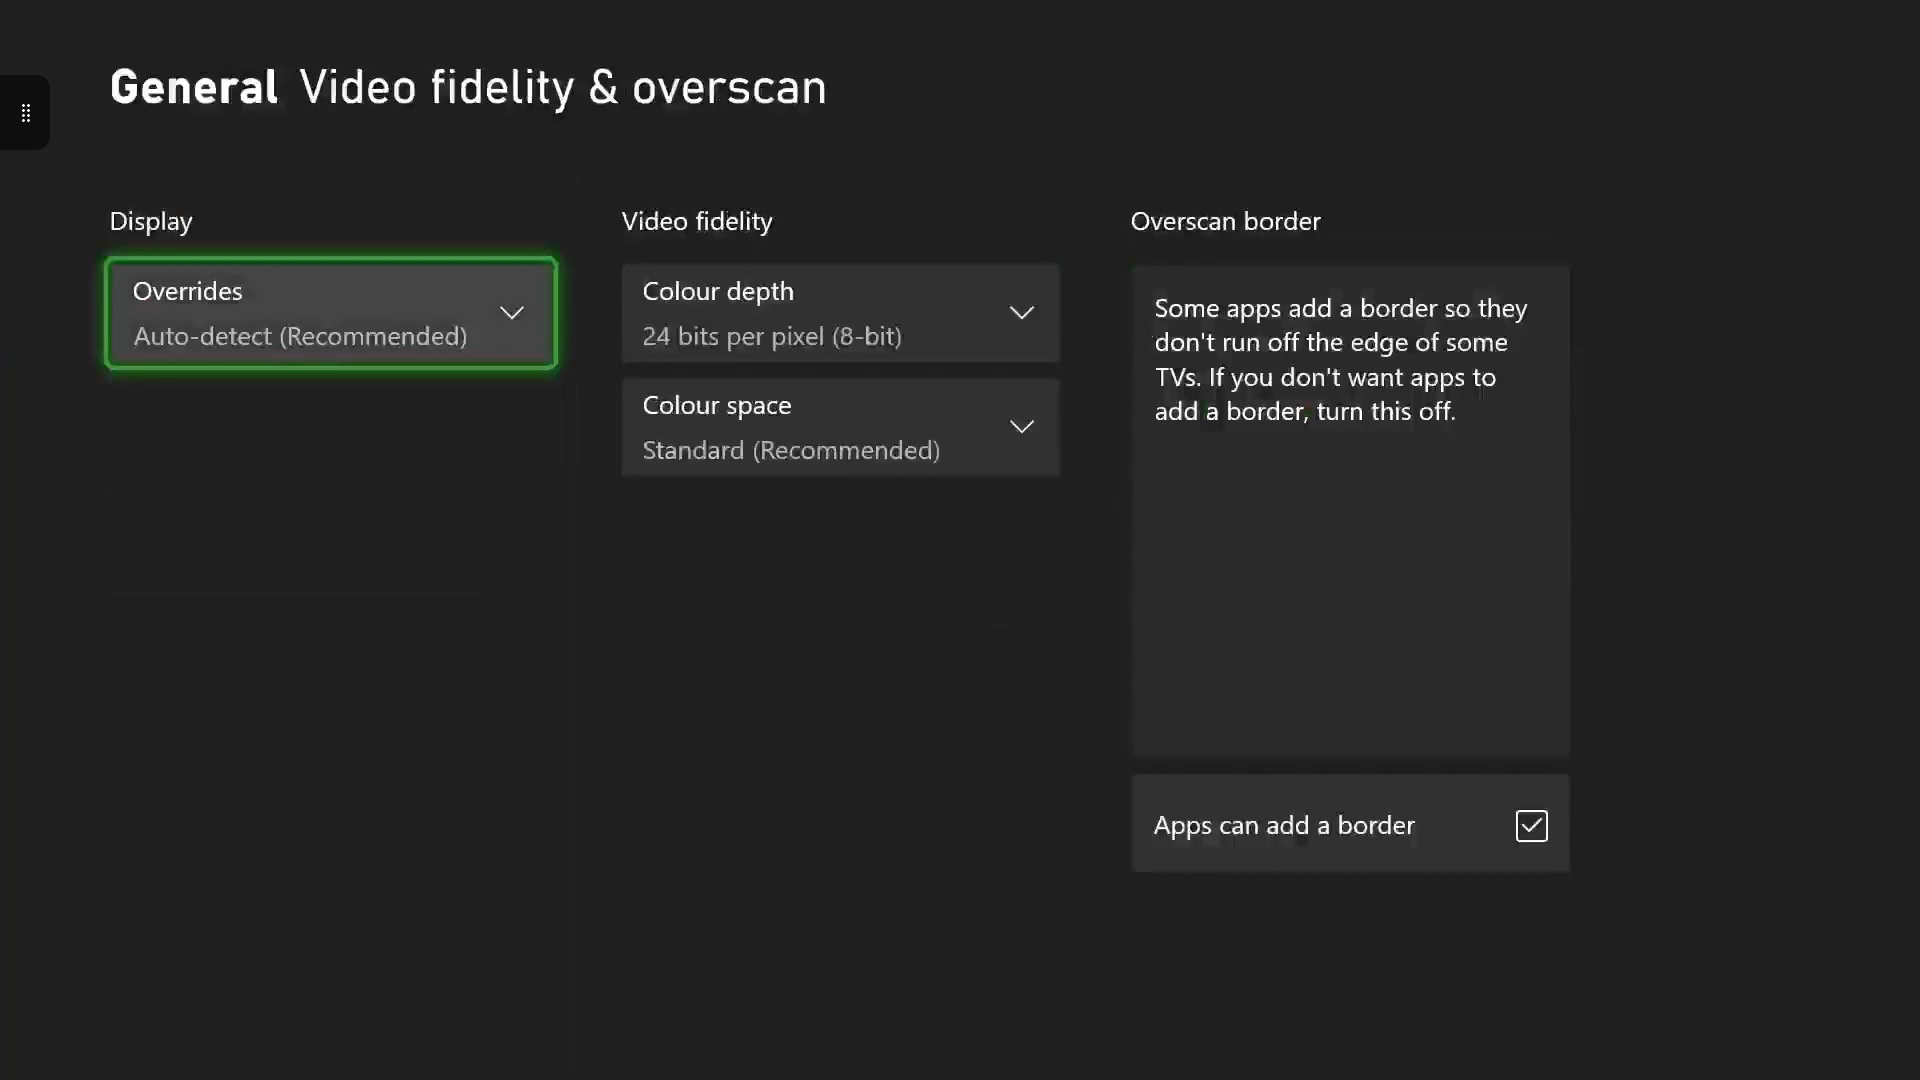 General Video fidelity & overscan
Display
Overrides
Auto-detect (Recommended)
Video fidelity
Colour depth
24 bits per pixel (8-bit)
Colour space
Standard (Recommended)
Overscan border
Some apps add a border so they
don't run off the edge of some
TVs. If you don't want apps to
add a border, turn this off.
Apps can add a border